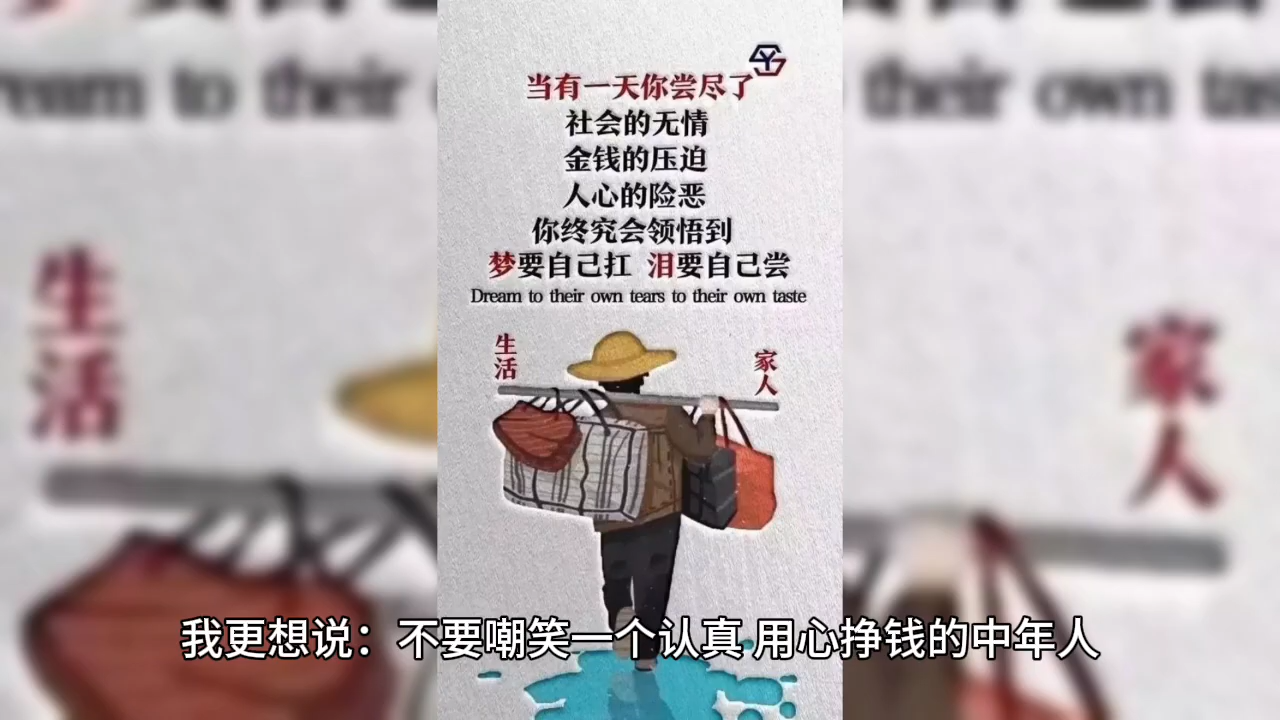 当有一天你尝尽了
社会的无情
金钱的压迫
人心的险恶
你终究会领悟到
梦要自己扛 泪要自己尝
Dream to their own tears to their own taste
生活
家人
我更想说：不要嘲笑一个认真 用心挣钱的中年人